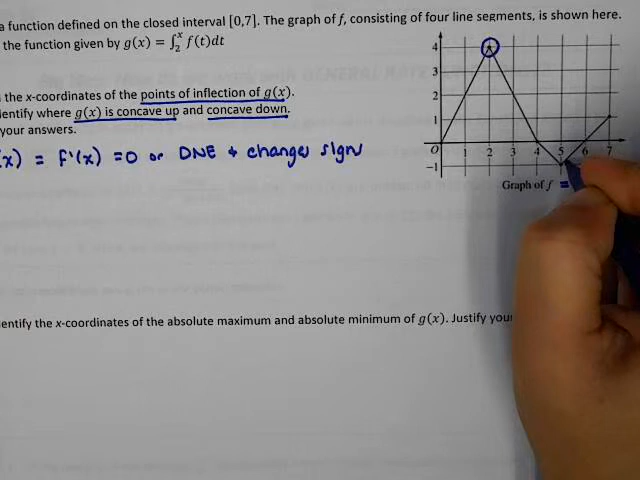 a function defined on the closed interval [0,7]. The graph of f, consisting of four line segments, is shown here.
the function given by g(x) = ∫₂ˣ f(t)dt
the x-coordinates of the points of inflection of g(x).
entify where g(x) is concave up and concave down.
your answers.
(x) = f'(x) = 0 or DNE + changes sign
4
3
2
1
O 1 2 3 4 5 6 7
-1
Graph of f =
entify the x-coordinates of the absolute maximum and absolute minimum of g(x). Justify you